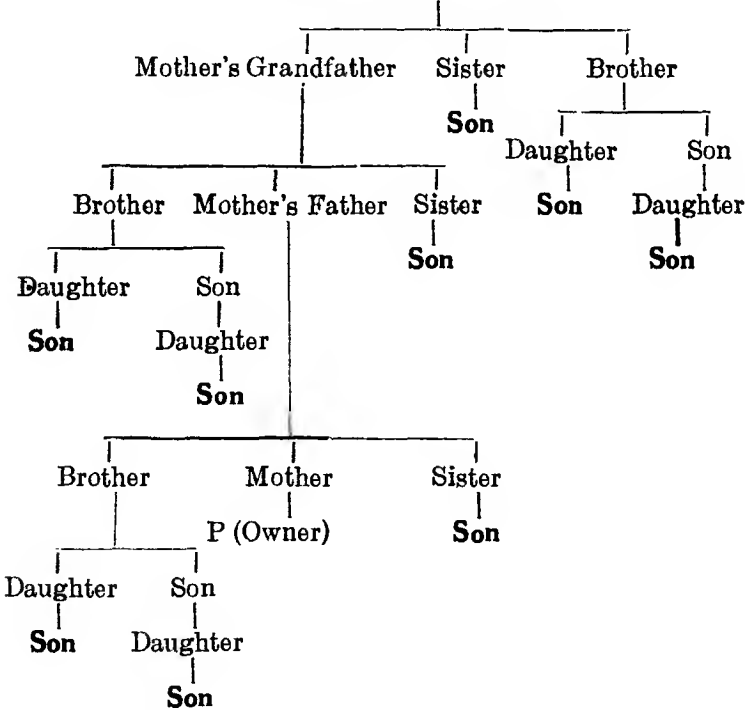 Mother's Grandfather Sister Brother
Son
Daughter Son
Brother Mother's Father Sister Son Daughter
Son Son
Daughter Son
Son Daughter
Son
Brother Mother Sister
P (Owner) Son
Daughter Son
Son Daughter
Son